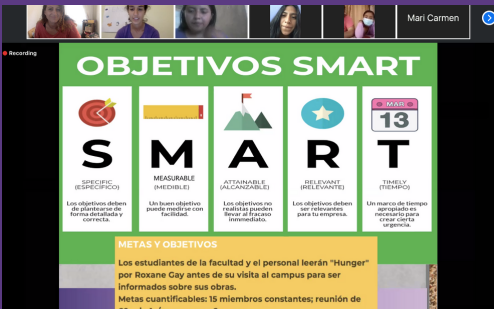 Mari Carmen
Recording
OBJETIVOS SMART
MAR
13
S M A R T
SPECIFIC
(ESPECÍFICO)
Los objetivos deben
de plantearse de
forma detallada y
correcta.
MEASURABLE
(MEDIBLE)
Un buen objetivo
puede medirse con
facilidad.
ATTAINABLE
(ALCANZABLE)
Los objetivos no
realistas pueden
llevar al fracaso
inmmediato.
RELEVANT
(RELEVANTE)
Los objetivos deben
ser relevantes
para tu empresa.
TIMELY
(TIEMPO)
Un marco de tiempo
apropiado es
necesario para
crear cierta
urgencia.
METAS Y OBJETIVOS
Los estudiantes de la facultad y el personal leerán "Hunger"
por Roxane Gay antes de su visita al campus para ser
informados sobre sus obras.
Metas cuantificables: 15 miembros constantes; reunión de